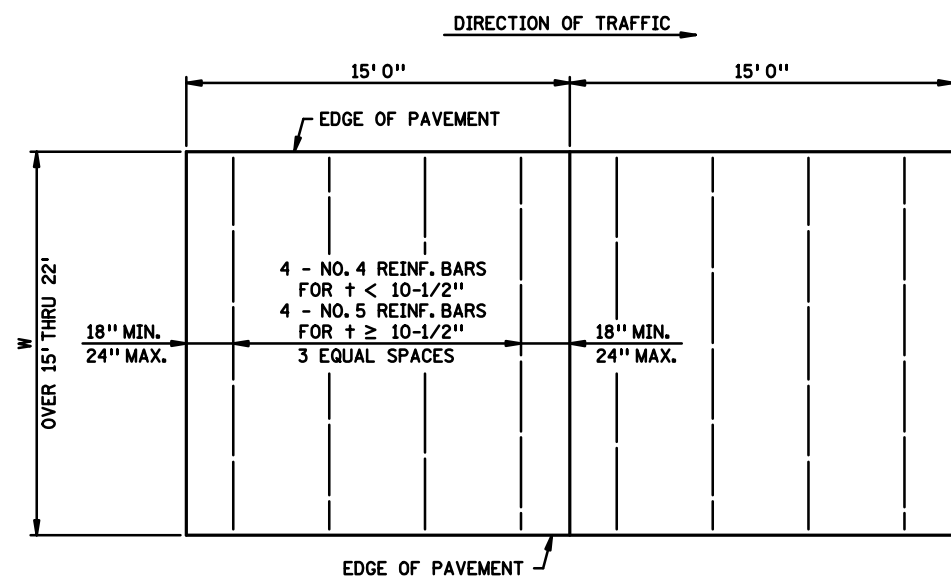 DIRECTION OF TRAFFIC
15' 0"
15' 0"
EDGE OF PAVEMENT
W
OVER 15' THRU 22'
18" MIN.
24" MAX.
4 - NO. 4 REINF. BARS
FOR t < 10-1/2"
4 - NO. 5 REINF. BARS
FOR t ≥ 10-1/2"
3 EQUAL SPACES
18" MIN.
24" MAX.
EDGE OF PAVEMENT